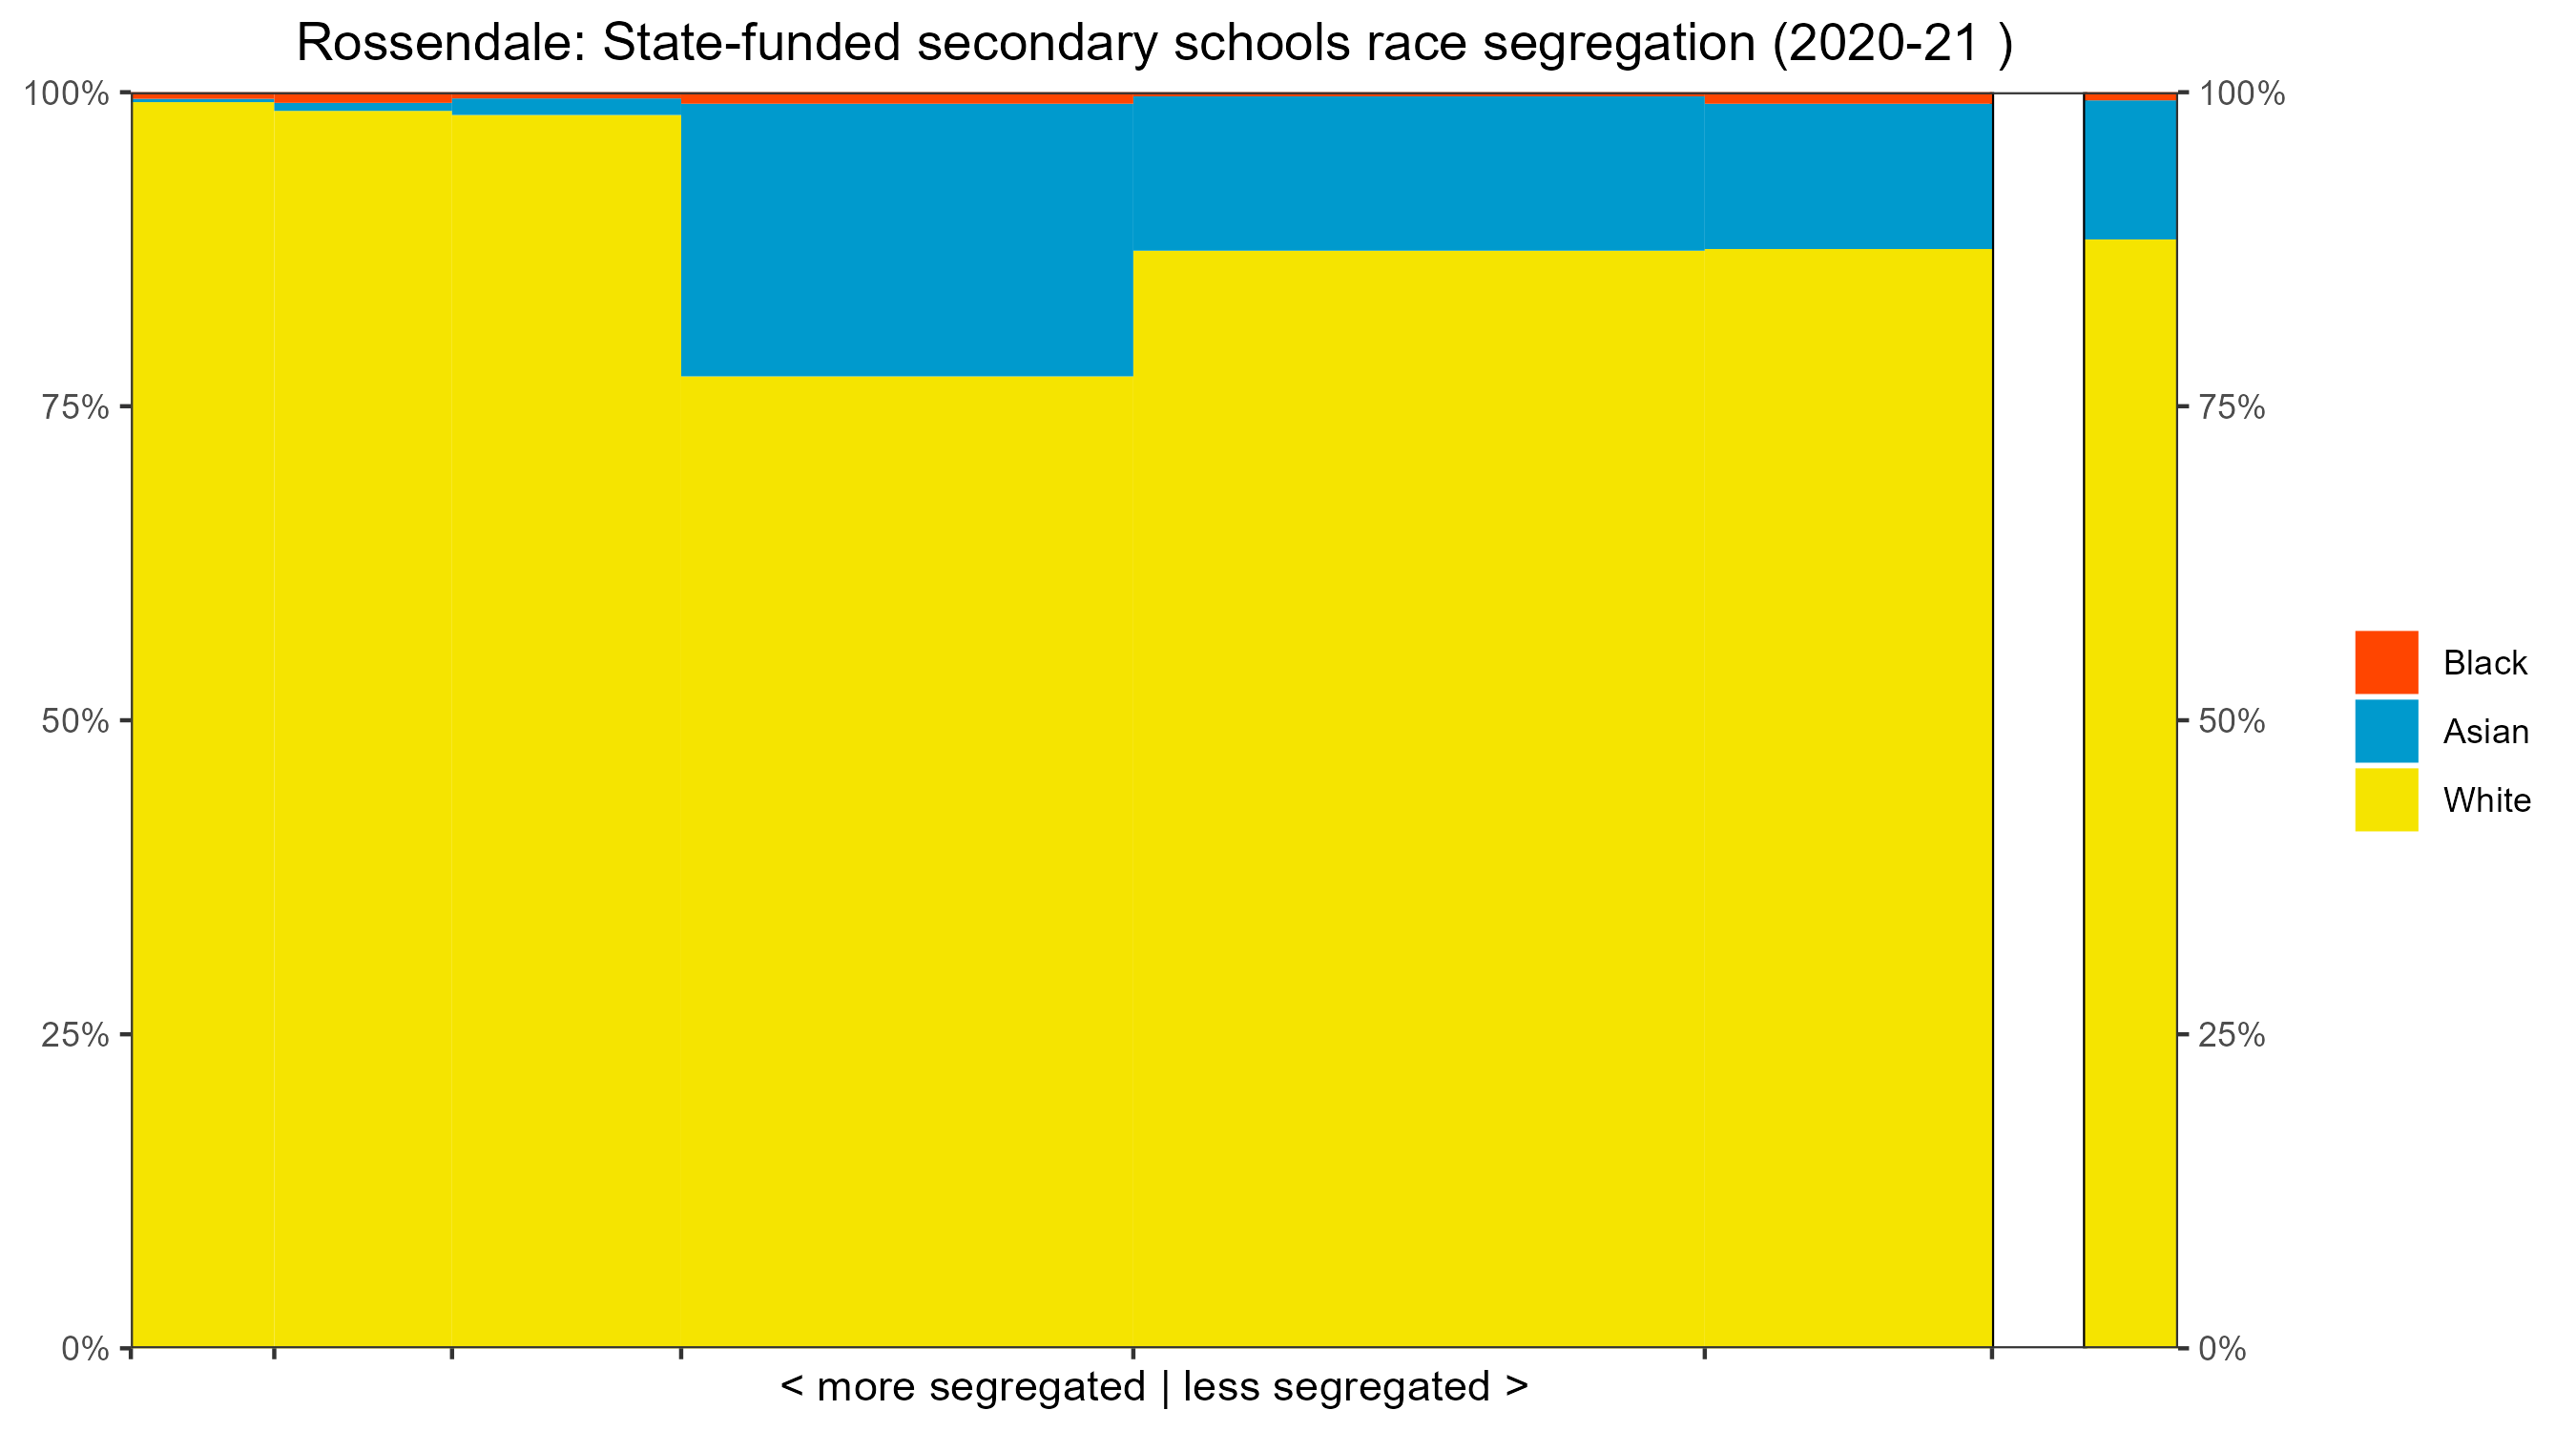 Rossendale: State-funded secondary schools race segregation (2020-21 )
100%
75%
50%
25%
0%
100%
75%
50%
25%
0%
Black
Asian
White
< more segregated | less segregated >